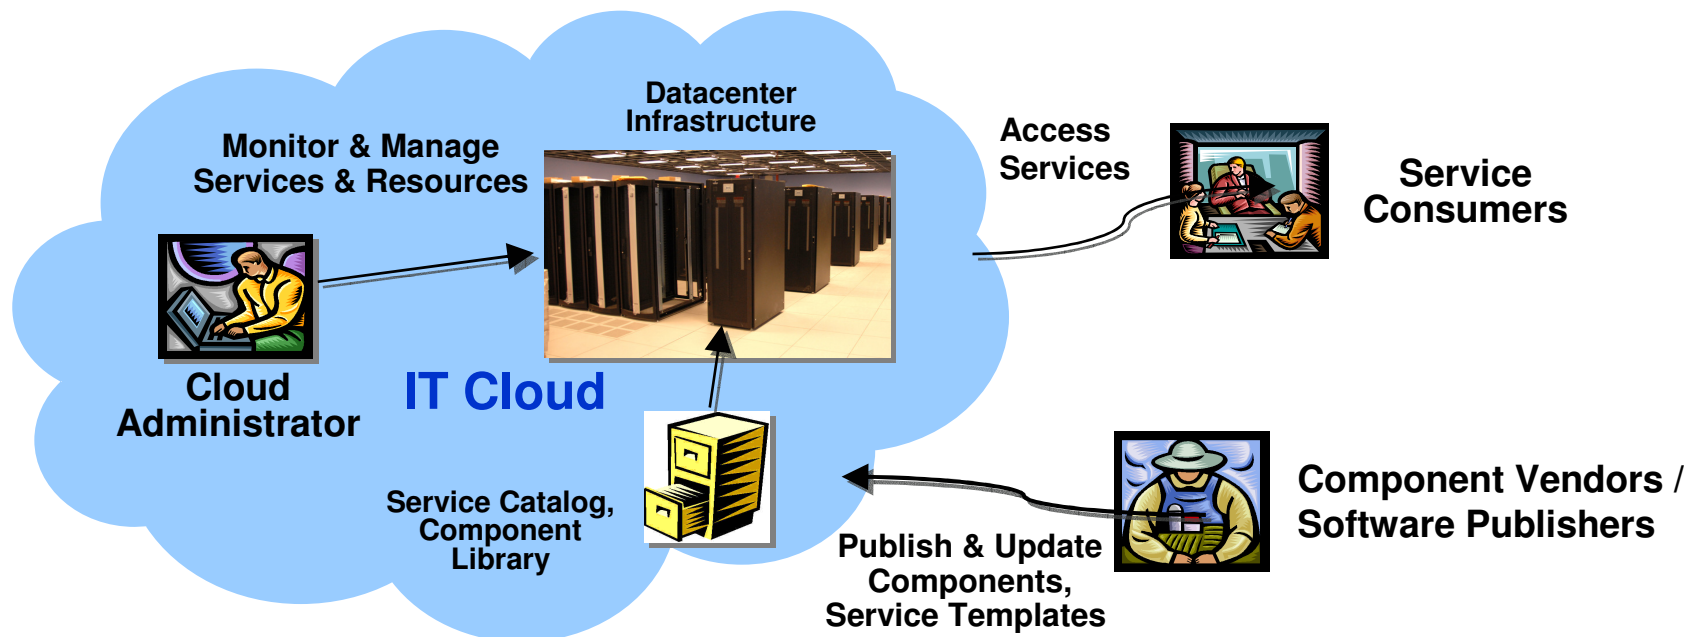 Datacenter
Infrastructure
Monitor & Manage
Services & Resources
Access
Services
Service
Consumers
Cloud
Administrator
IT Cloud
Service Catalog,
Component
Library
Component Vendors /
Software Publishers
Publish & Update
Components,
Service Templates